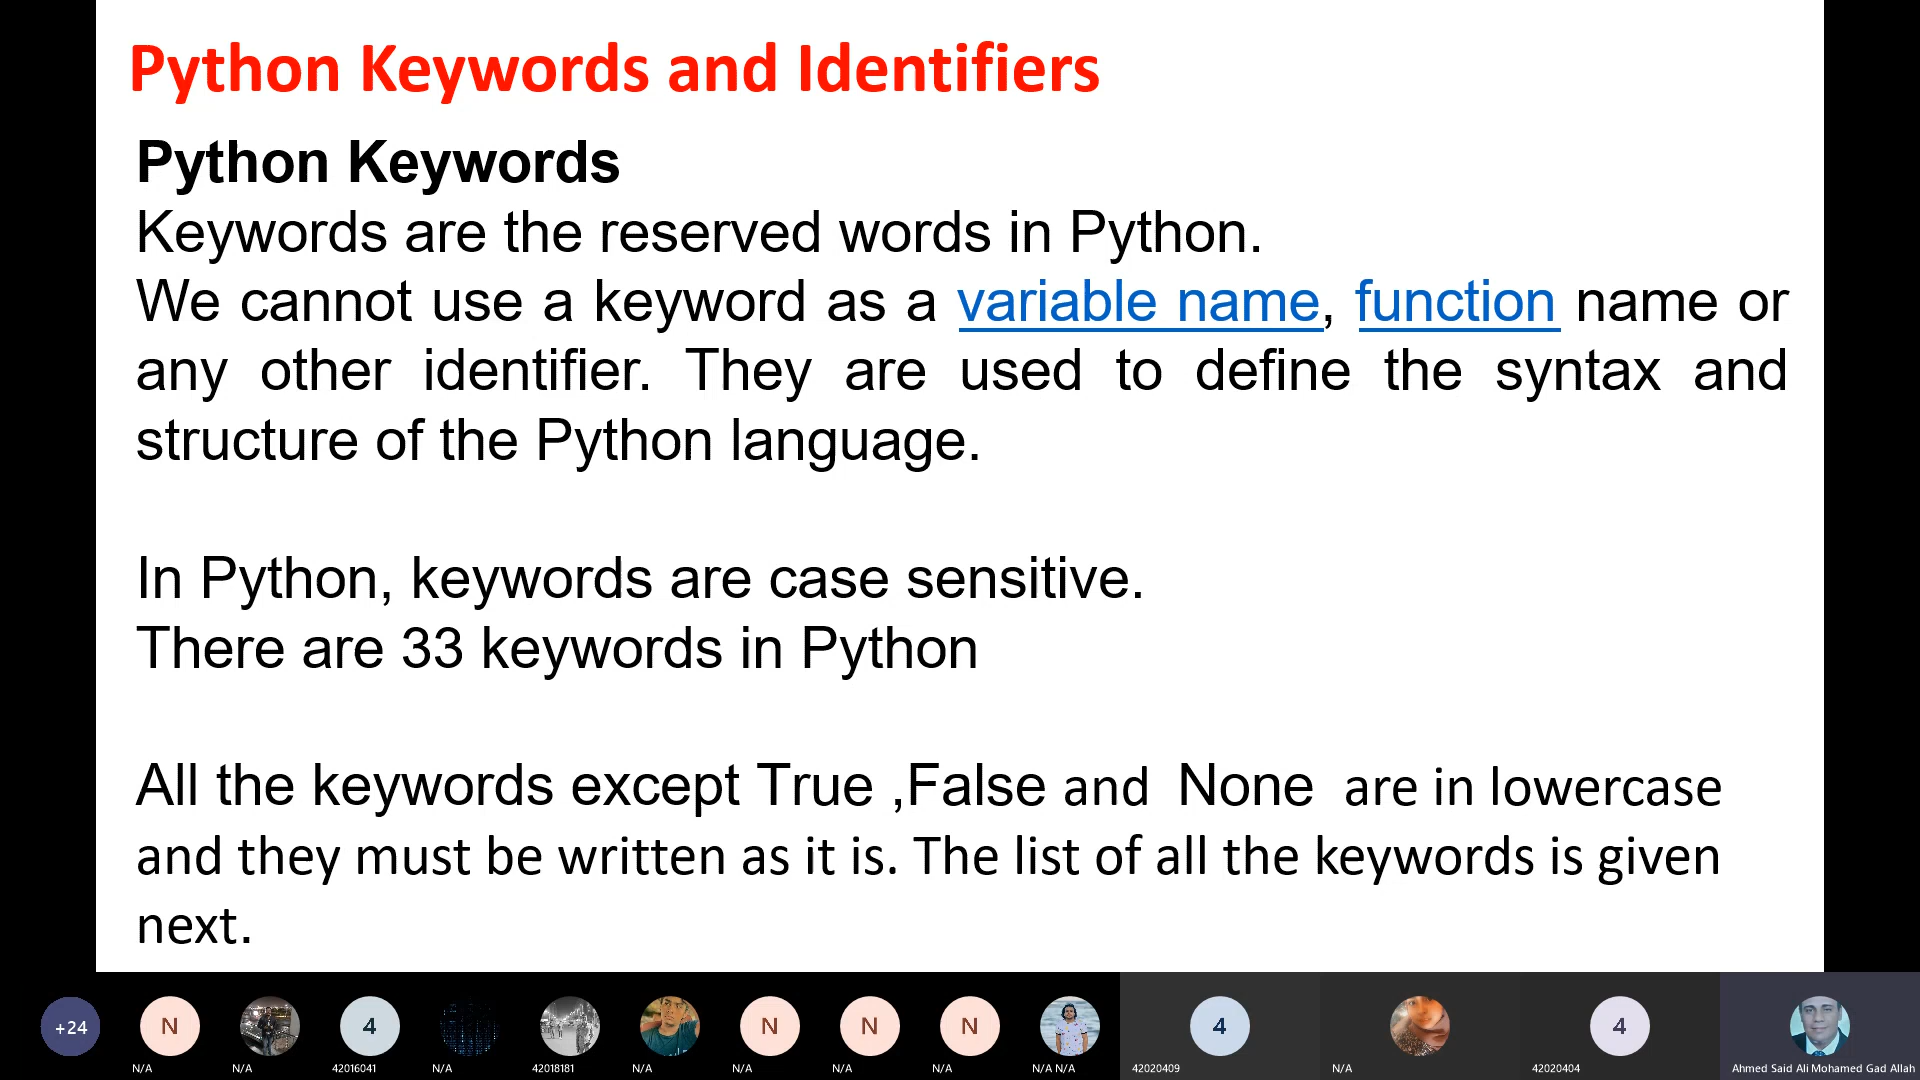 Python Keywords and Identifiers
Python Keywords
Keywords are the reserved words in Python.
We cannot use a keyword as a variable name, function name or
any other identifier. They are used to define the syntax and
structure of the Python language.
In Python, keywords are case sensitive.
There are 33 keywords in Python
All the keywords except True ,False and None are in lowercase
and they must be written as it is. The list of all the keywords is given
next.
+24 N 4 N N N 4 4
N/A N/A 42016041 N/A 42018181 N/A N/A N/A N/A N/A N/A 42020409 N/A 42020404 Ahmed Said Ali Mohamed Gad Allah